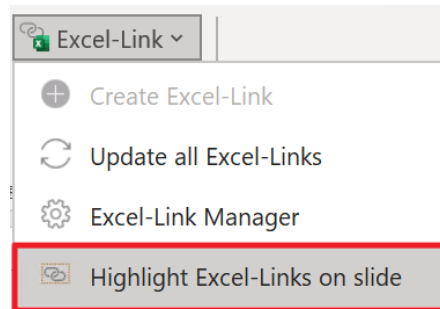 Excel-Link
Create Excel-Link
Update all Excel-Links
Excel-Link Manager
Highlight Excel-Links on slide